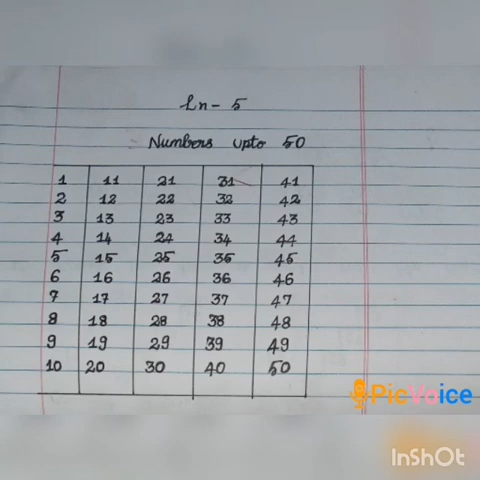 Ln - 5
Numbers upto 50
1 11 21 31 41
2 12 22 32 42
3 13 23 33 43
4 14 24 34 44
5 15 25 35 45
6 16 26 36 46
7 17 27 37 47
8 18 28 38 48
9 19 29 39 49
10 20 30 40 50
PicVoice
InShOt